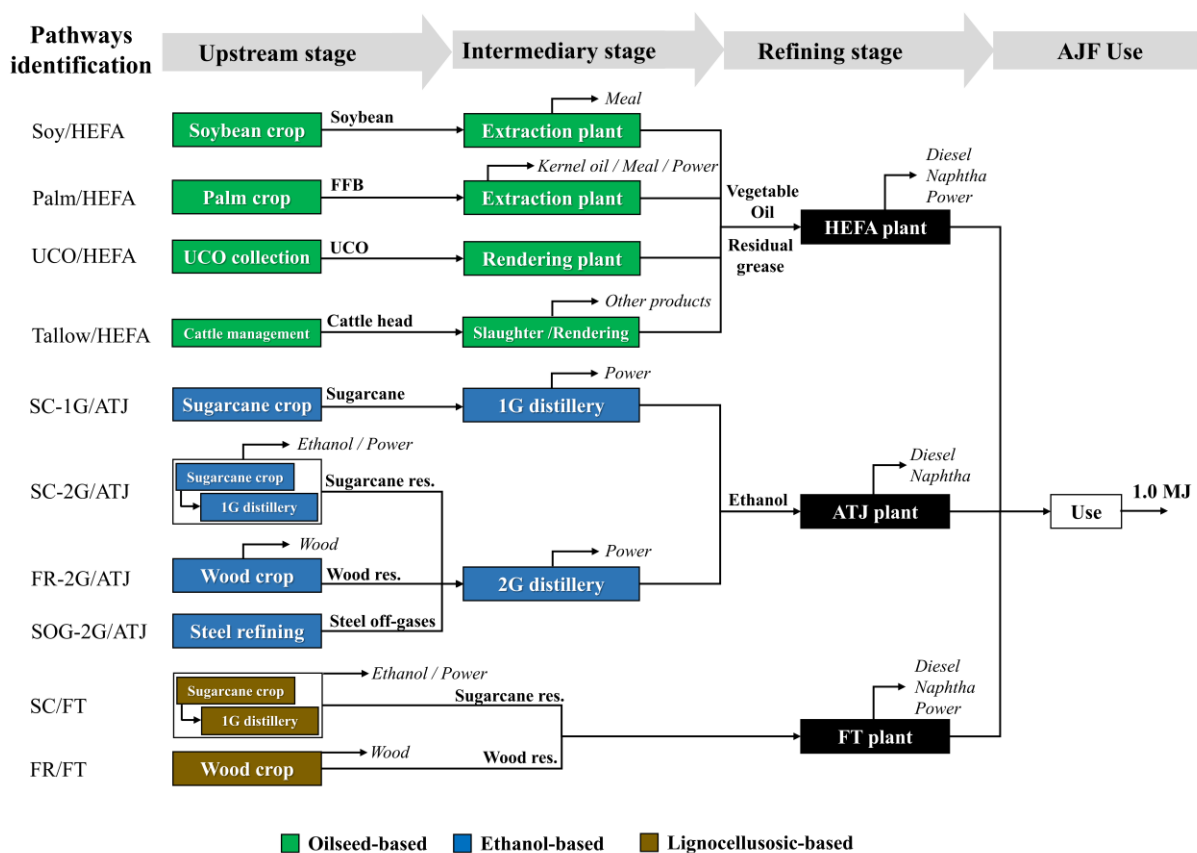 Pathways
identification
Upstream stage
Intermediary stage
Refining stage
AJF Use
Soy/HEFA
Soybean crop
Soybean
Extraction plant
Meal
Palm/HEFA
Palm crop
FFB
Extraction plant
Kernel oil / Meal / Power
UCO/HEFA
UCO collection
UCO
Rendering plant
Tallow/HEFA
Cattle management
Cattle head
Slaughter /Rendering
Other products
Vegetable
Oil
Residual
grease
HEFA plant
Diesel
Naphtha
Power
SC-1G/ATJ
Sugarcane crop
Sugarcane
1G distillery
Power
SC-2G/ATJ
Sugarcane crop
1G distillery
Ethanol / Power
Sugarcane res.
FR-2G/ATJ
Wood crop
Wood
Wood res.
2G distillery
Power
SOG-2G/ATJ
Steel refining
Steel off-gases
Ethanol
ATJ plant
Diesel
Naphtha
Use
1.0 MJ
SC/FT
Sugarcane crop
1G distillery
Ethanol / Power
Sugarcane res.
FR/FT
Wood crop
Wood
Wood res.
FT plant
Diesel
Naphtha
Power
Oilseed-based
Ethanol-based
Lignocellusosic-based